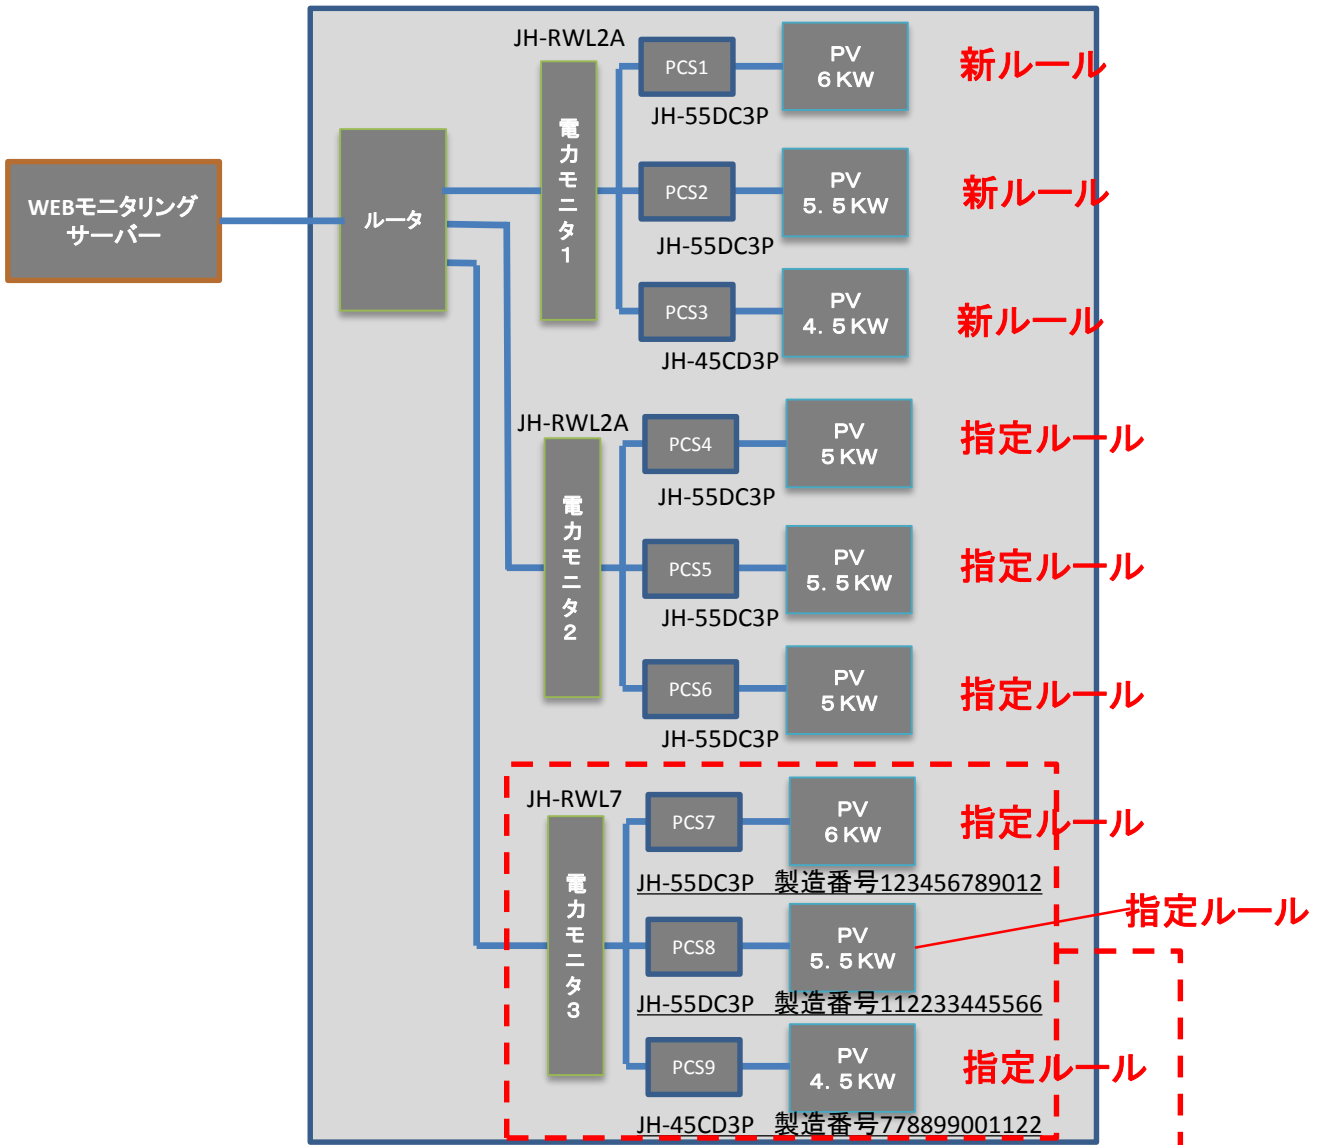 JH-RWL2A
PCS1
PV
6KW
新ルール
JH-55DC3P
電力モニタ1
PCS2
PV
5.5KW
新ルール
JH-55DC3P
WEBモニタリング
サーバー
ルータ
PCS3
PV
4.5KW
新ルール
JH-45CD3P
JH-RWL2A
PCS4
PV
5KW
指定ルール
JH-55DC3P
電力モニタ2
PCS5
PV
5.5KW
指定ルール
JH-55DC3P
PCS6
PV
5KW
指定ルール
JH-55DC3P
JH-RWL7
PCS7
PV
6KW
指定ルール
JH-55DC3P 製造番号123456789012
電力モニタ3
PCS8
PV
5.5KW
指定ルール
JH-55DC3P 製造番号112233445566
PCS9
PV
4.5KW
指定ルール
JH-45CD3P 製造番号778899001122